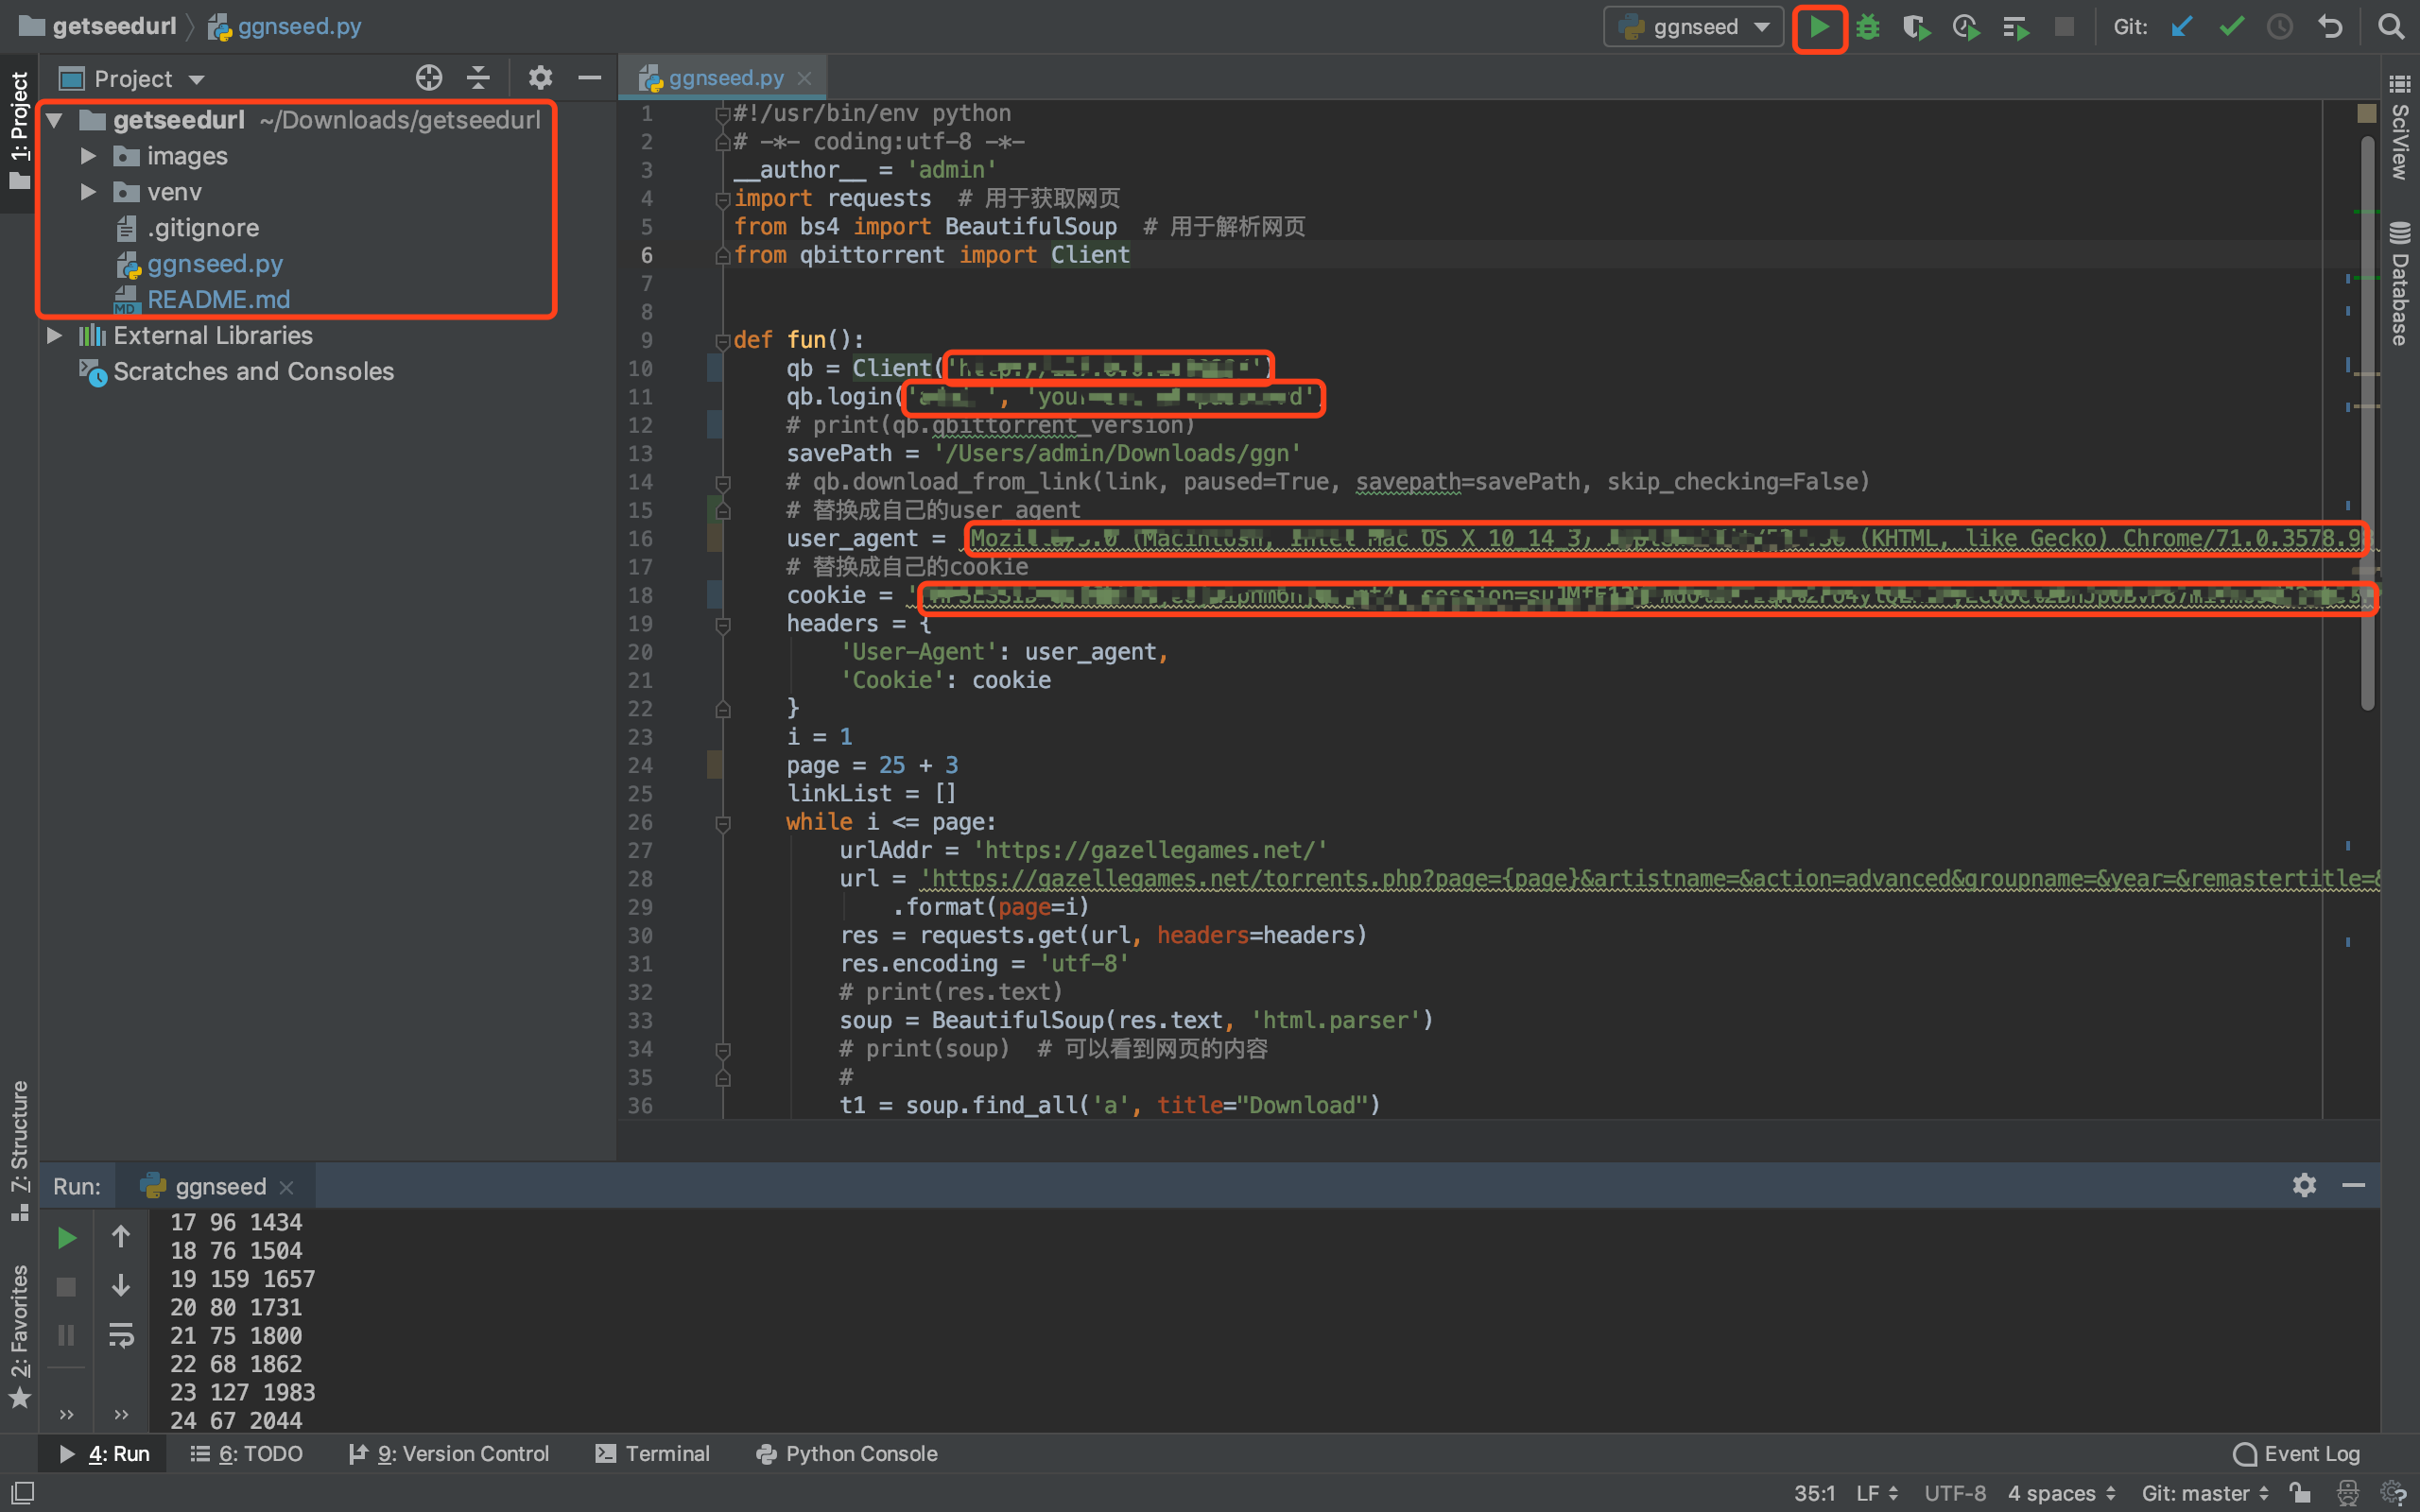 getseedurl ggnseed.py
ggnseed
Git:
1: Project
Project
getseedurl ~/Downloads/getseedurl
images
venv
.gitignore
ggnseed.py
README.md
External Libraries
Scratches and Consoles
ggnseed.py
1 #!/usr/bin/env python
2 # -*- coding:utf-8 -*-
3 __author__ = 'admin'
4 import requests  # 用于获取网页
5 from bs4 import BeautifulSoup  # 用于解析网页
6 from qbittorrent import Client
7
8
9 def fun():
10     qb = Client(
11     qb.login(
12     # print(qb.qbittorrent_version)
13     savePath = '/Users/admin/Downloads/ggn'
14     # qb.download_from_link(link, paused=True, savepath=savePath, skip_checking=False)
15     # 替换成自己的user_agent
16     user_agent = (Macintosh, Intel Mac OS X 10_14_3) (KHTML, like Gecko) Chrome/71.0.3578.9
17     # 替换成自己的cookie
18     cookie = '
19     headers = {
20         'User-Agent': user_agent,
21         'Cookie': cookie
22     }
23     i = 1
24     page = 25 + 3
25     linkList = []
26     while i <= page:
27         urlAddr = 'https://gazellegames.net/'
28         url = 'https://gazellegames.net/torrents.php?page={page}&artistname=&action=advanced&groupname=&year=&remastertitle=&
29             .format(page=i)
30         res = requests.get(url, headers=headers)
31         res.encoding = 'utf-8'
32         # print(res.text)
33         soup = BeautifulSoup(res.text, 'html.parser')
34         # print(soup)  # 可以看到网页的内容
35         #
36         t1 = soup.find_all('a', title="Download")
SciView
Database
7: Structure
2: Favorites
Run: ggnseed
17 96 1434
18 76 1504
19 159 1657
20 80 1731
21 75 1800
22 68 1862
23 127 1983
24 67 2044
4: Run 6: TODO 9: Version Control Terminal Python Console Event Log
35:1 LF UTF-8 4 spaces Git: master